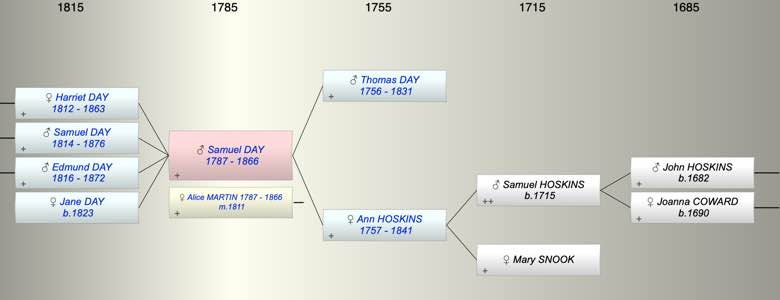 1815 1785 1755 1715 1685
♀ Harriet DAY
1812 - 1863
+
♂ Samuel DAY
1814 - 1876
+
♂ Edmund DAY
1816 - 1872
+
♀ Jane DAY
b.1823
♂ Samuel DAY
1787 - 1866
+
♀ Alice MARTIN 1787 - 1866
m.1811
+
♂ Thomas DAY
1756 - 1831
+
♀ Ann HOSKINS
1757 - 1841
+
♂ Samuel HOSKINS
b.1715
++
♀ Mary SNOOK
+
♂ John HOSKINS
b.1682
+
♀ Joanna COWARD
b.1690
+